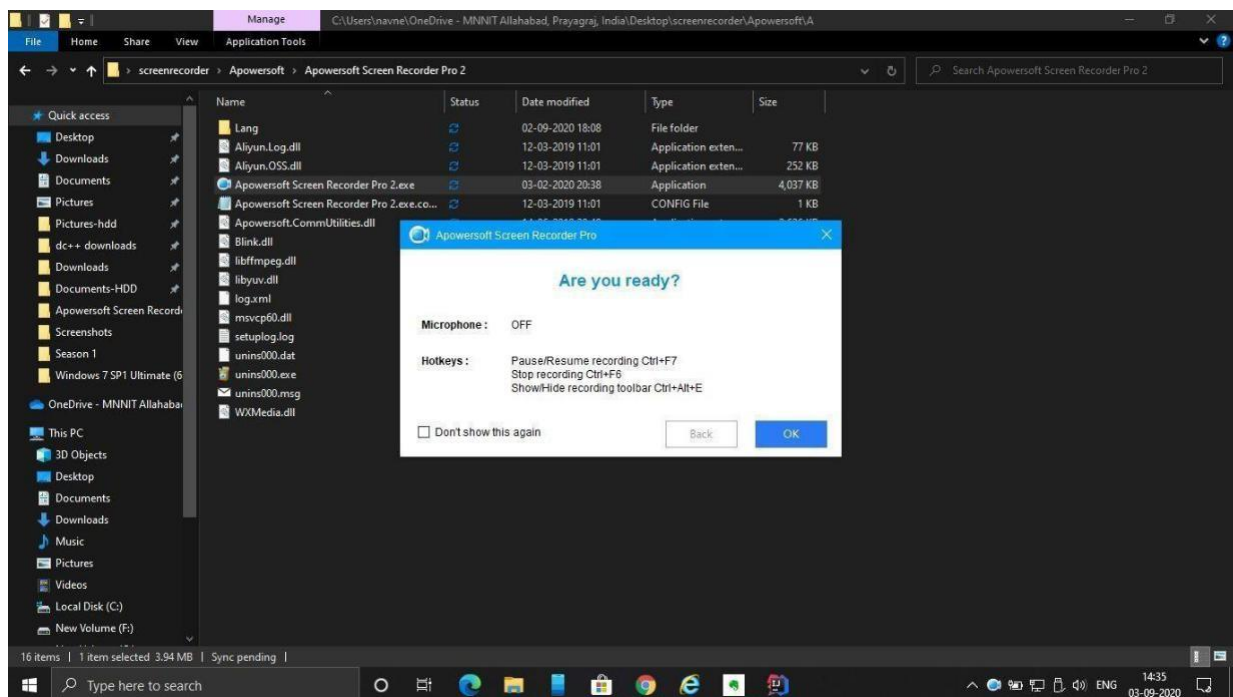 Manage
C:\Users\navne\OneDrive - MNNIT Allahabad, Prayagraj, India\Desktop\screenrecorder\Apowersoft\A
File Home Share View Application Tools
screenrecorder › Apowersoft › Apowersoft Screen Recorder Pro 2
Search Apowersoft Screen Recorder Pro 2
Quick access
Desktop
Downloads
Documents
Pictures
Pictures-hdd
dc++ downloads
Downloads
Documents-HDD
Apowersoft Screen Recorde
Screenshots
Season 1
Windows 7 SP1 Ultimate (6
OneDrive - MNNIT Allahabad
This PC
3D Objects
Desktop
Documents
Downloads
Music
Pictures
Videos
Local Disk (C:)
New Volume (F:)
Name Status Date modified Type Size
Lang 02-09-2020 18:08 File folder
Aliyun.Log.dll 12-03-2019 11:01 Application exten... 77 KB
Aliyun.OSS.dll 12-03-2019 11:01 Application exten... 252 KB
Apowersoft Screen Recorder Pro 2.exe 03-02-2020 20:38 Application 4,037 KB
Apowersoft Screen Recorder Pro 2.exe.co... 12-03-2019 11:01 CONFIG File 1 KB
Apowersoft.CommUtilities.dll
Blink.dll
libffmpeg.dll
libyuv.dll
log.xml
msvcp60.dll
setuplog.log
unins000.dat
unins000.exe
unins000.msg
WXMedia.dll
Apowersoft Screen Recorder Pro
Are you ready?
Microphone : OFF
Hotkeys : Pause/Resume recording Ctrl+F7
Stop recording Ctrl+F6
Show/Hide recording toolbar Ctrl+Alt+E
Don't show this again
Back
OK
16 items | 1 item selected 3.94 MB | Sync pending |
Type here to search
ENG
14:35
03-09-2020